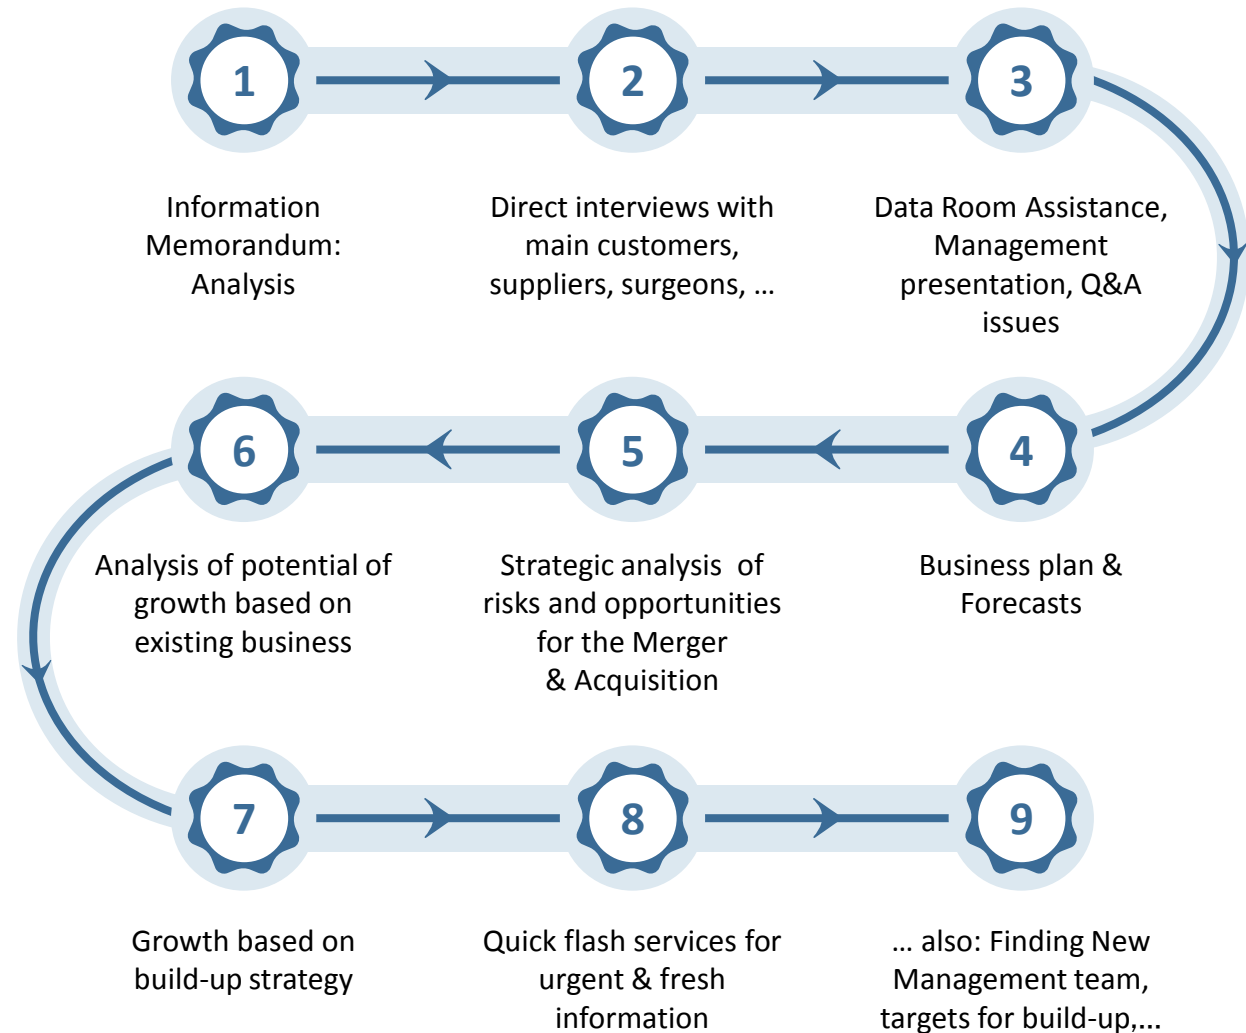 1
2
3
Information
Memorandum:
Analysis
Direct interviews with
main customers,
suppliers, surgeons, ...
Data Room Assistance,
Management
presentation, Q&A
issues
4
Business plan &
Forecasts
5
Strategic analysis  of
risks and opportunities
for the Merger
& Acquisition
6
Analysis of potential of
growth based on
existing business
7
8
9
Growth based on
build-up strategy
Quick flash services for
urgent & fresh
information
... also: Finding New
Management team,
targets for build-up,...